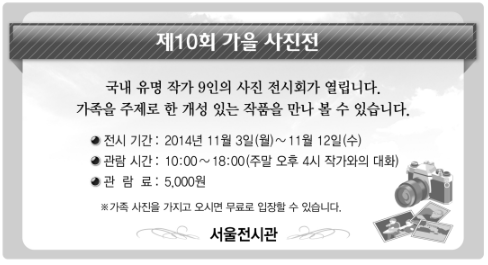 제10회 가을 사진전
국내 유명 작가 9인의 사진 전시회가 열립니다.
가족을 주제로 한 개성 있는 작품을 만나 볼 수 있습니다.
전시 기간 : 2014년 11월 3일(월)~11월 12일(수)
관람 시간 : 10:00~18:00(주말 오후 4시 작가와의 대화)
관 람 료 : 5,000원
※가족 사진을 가지고 오시면 무료로 입장할 수 있습니다.
서울전시관